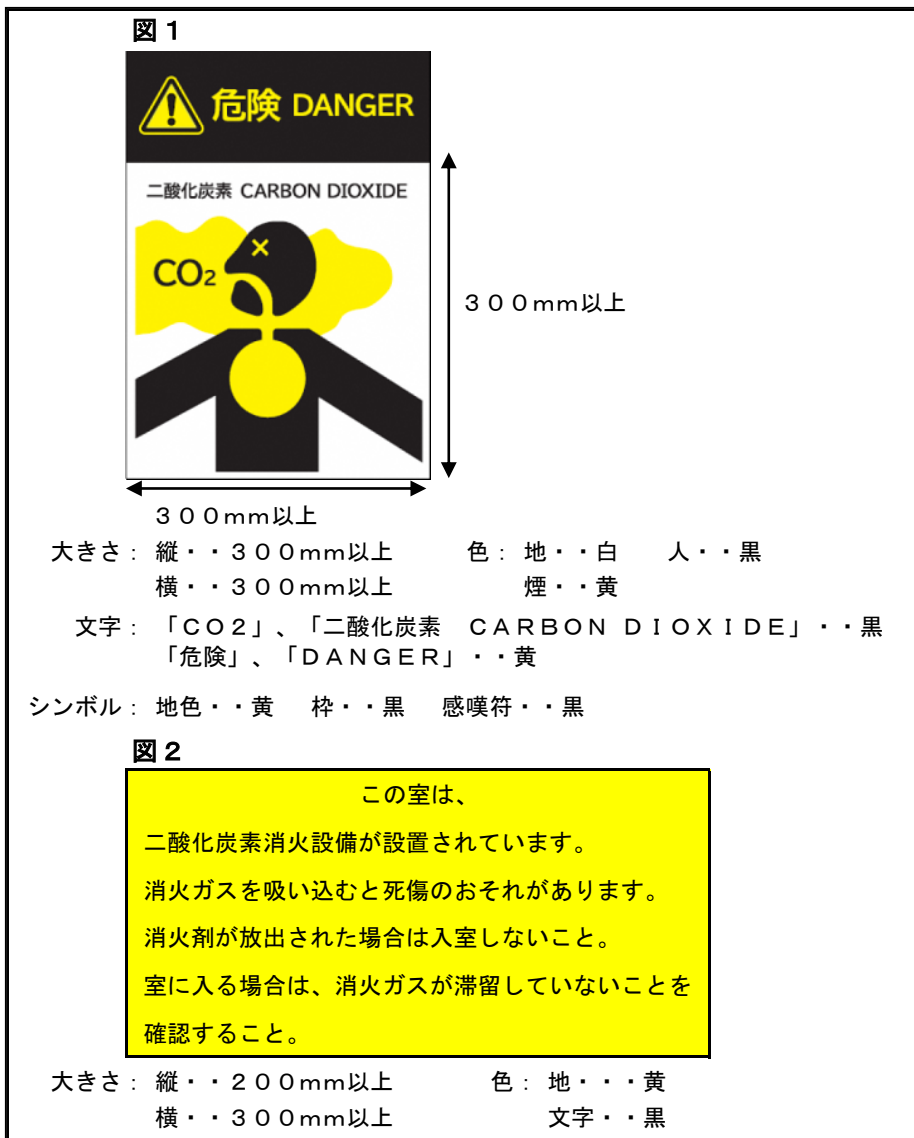 図1
危険 DANGER
二酸化炭素 CARBON DIOXIDE
CO₂
300mm以上
300mm以上
大きさ: 縦・・300mm以上 色: 地・・白 人・・黒
横・・300mm以上 煙・・黄
文字: 「CO2」、「二酸化炭素 CARBON DIOXIDE」・・黒
「危険」、「DANGER」・・黄
シンボル: 地色・・黄 枠・・黒 感嘆符・・黒
図2
この室は、
二酸化炭素消火設備が設置されています。
消火ガスを吸い込むと死傷のおそれがあります。
消火剤が放出された場合は入室しないこと。
室に入る場合は、消火ガスが滞留していないことを
確認すること。
大きさ: 縦・・200mm以上 色: 地・・・黄
横・・300mm以上 文字・・黒